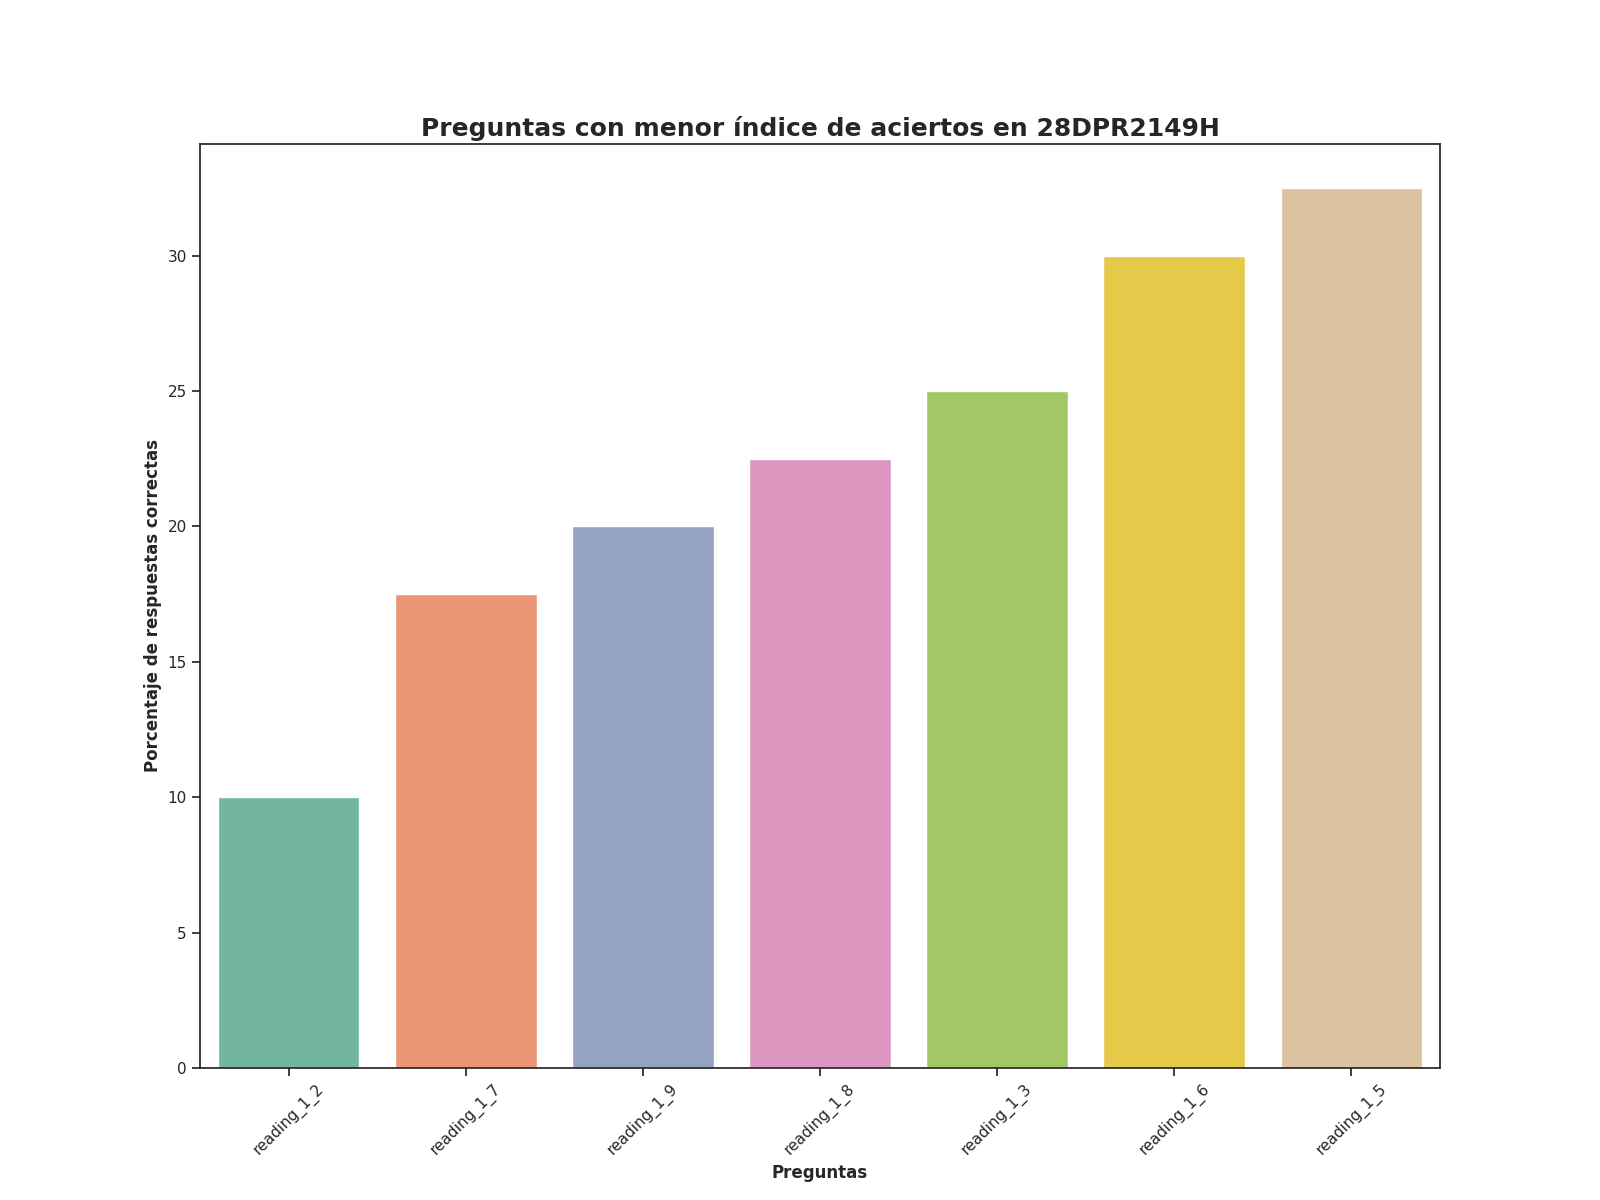 Preguntas con menor índice de aciertos en 28DPR2149H
Porcentaje de respuestas correctas
30
25
20
15
10
5
0
reading_1_2
reading_1_7
reading_1_9
reading_1_8
reading_1_3
reading_1_6
reading_1_5
Preguntas